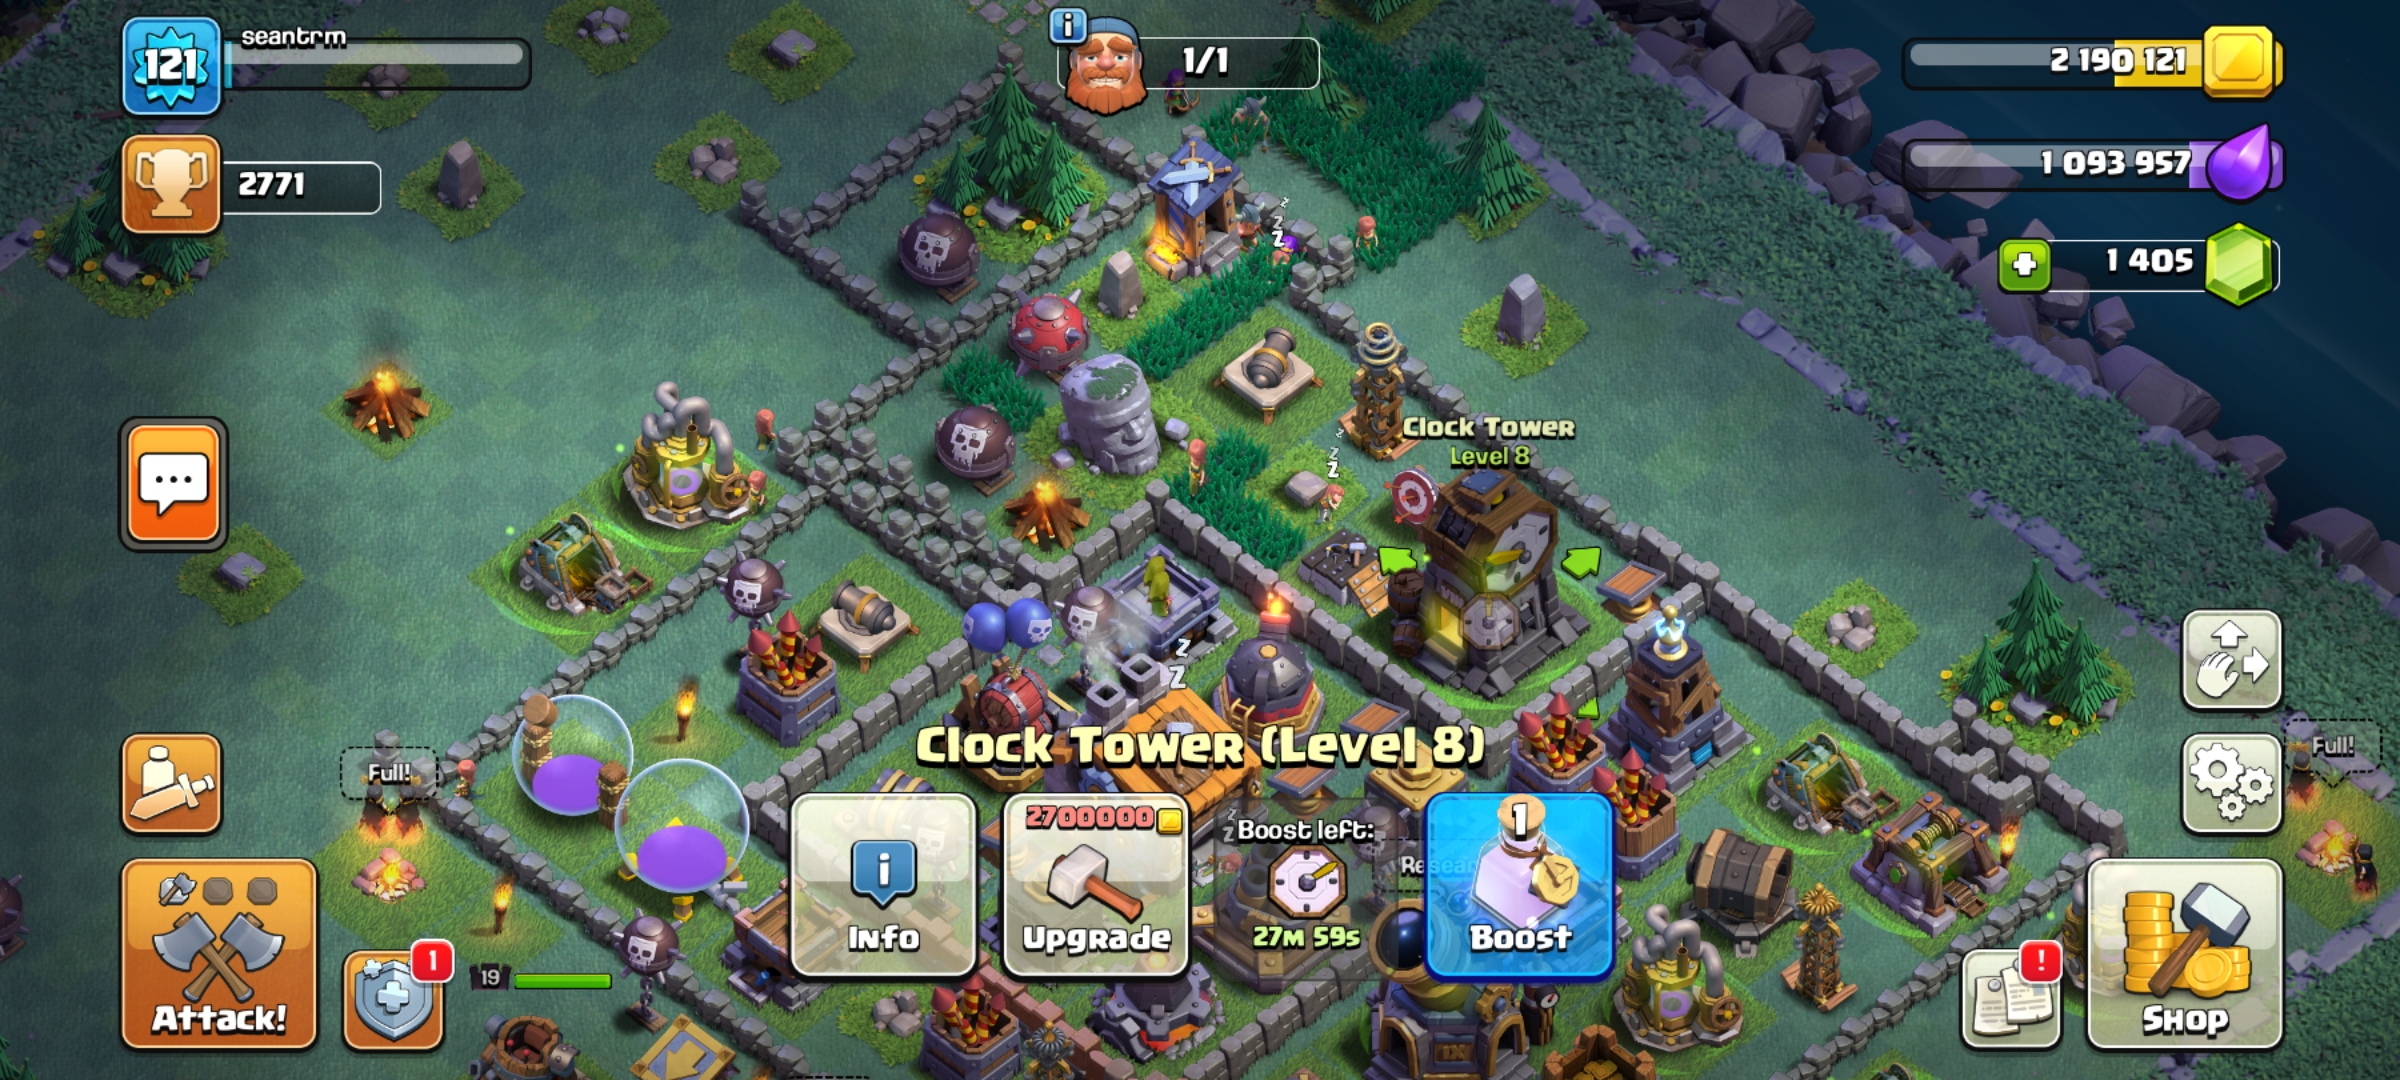 121
seantrm
i
1/1
2 190 121
2771
1 093 957
1 405
Clock Tower
Level 8
Full!
Full!
Clock Tower (Level 8)
i
Info
2700000
Upgrade
Boost left:
27m 59s
1
Boost
Attack!
1
19
!
Shop